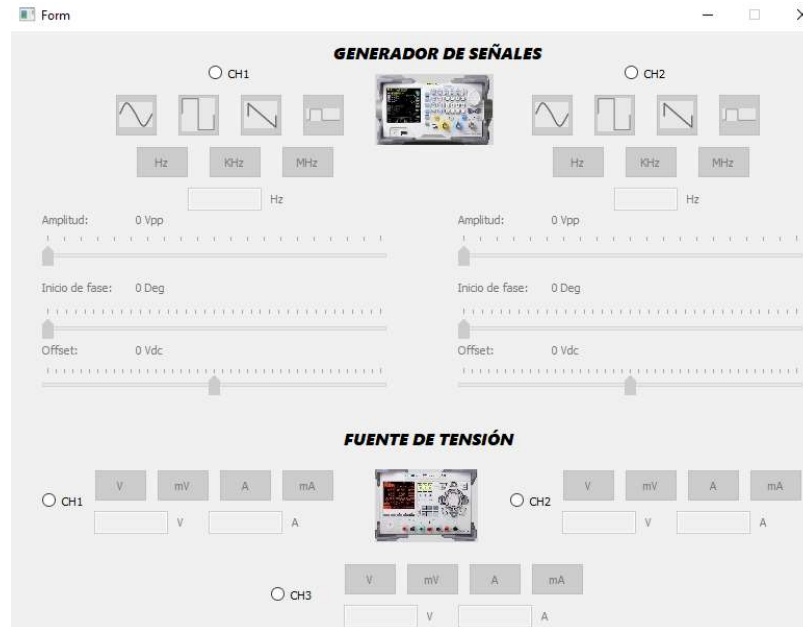 Form
GENERADOR DE SEÑALES
CH1
CH2
Hz KHz MHz
Hz KHz MHz
Hz
Hz
Amplitud: 0 Vpp
Amplitud: 0 Vpp
Inicio de fase: 0 Deg
Inicio de fase: 0 Deg
Offset: 0 Vdc
Offset: 0 Vdc
FUENTE DE TENSIÓN
CH1 V mV A mA
V A
CH2 V mV A mA
V A
CH3 V mV A mA
V A